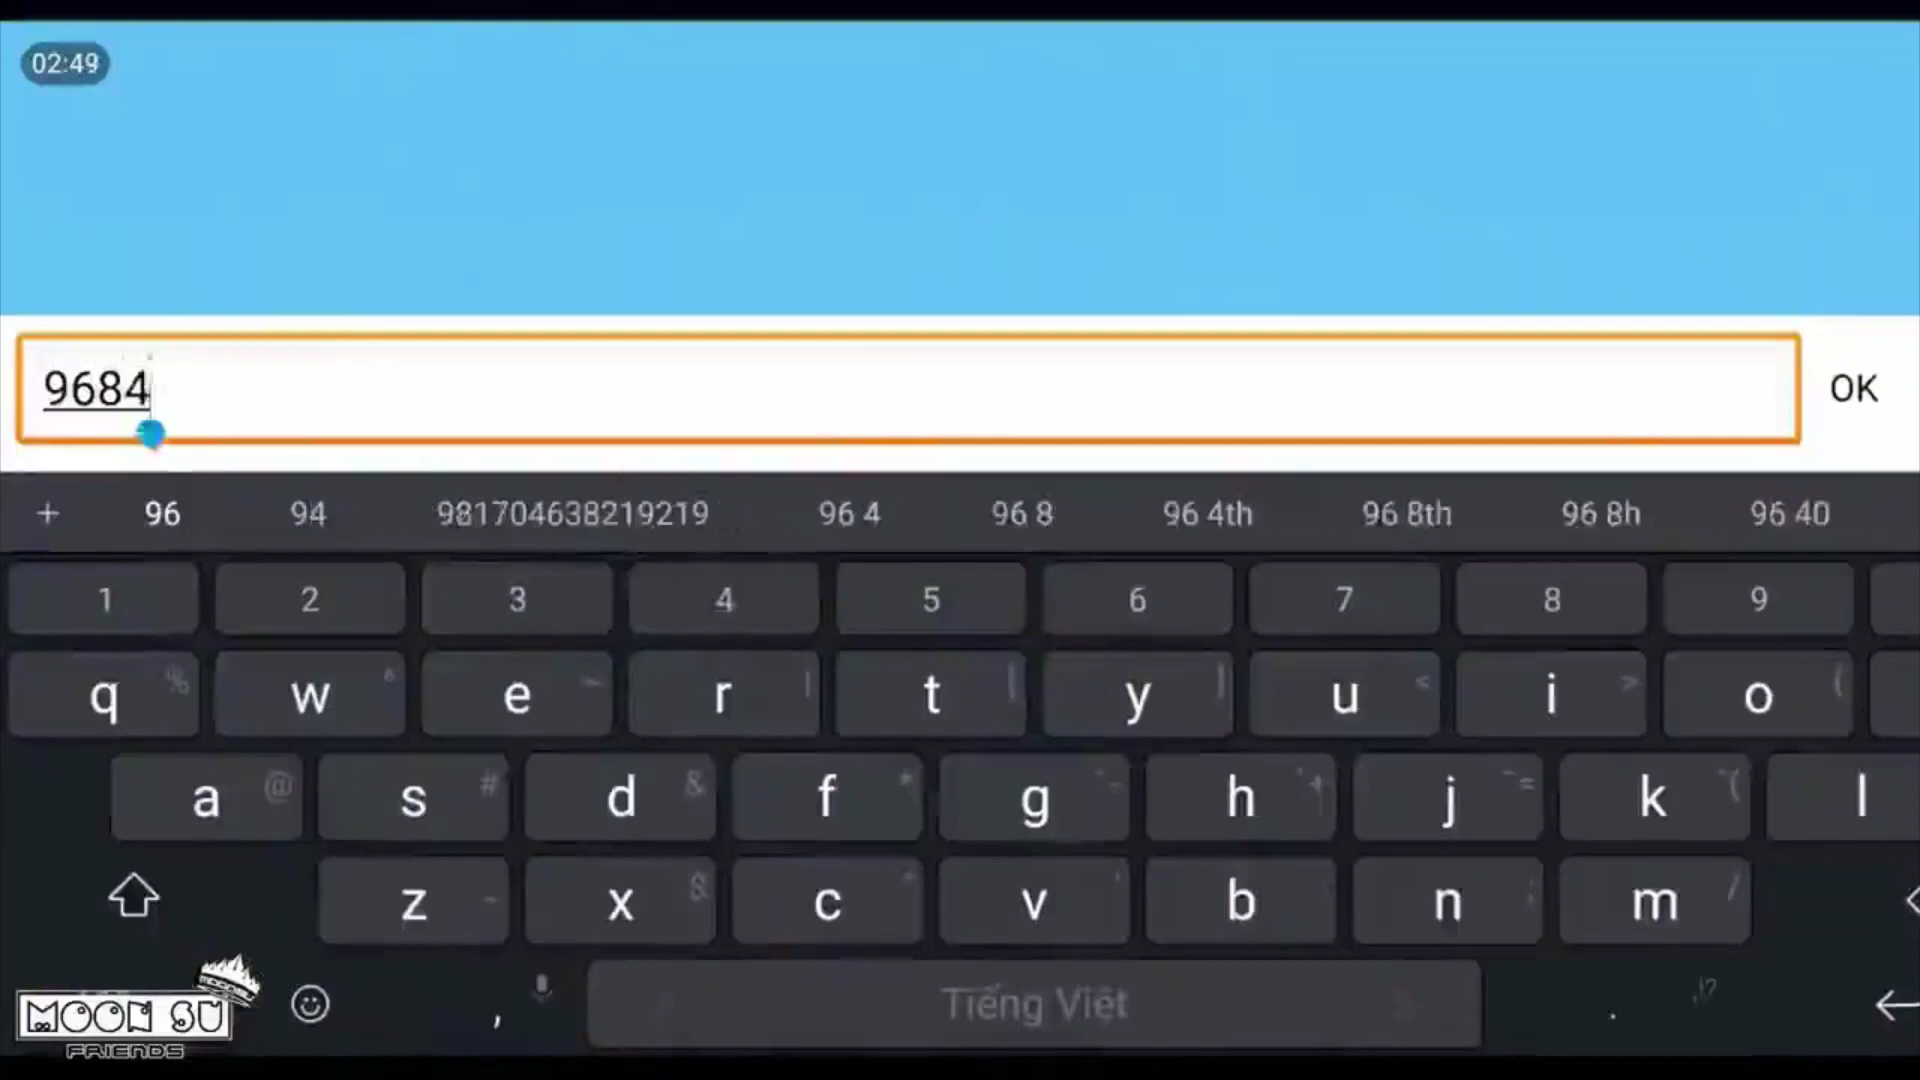 02:49
9684
OK
+ 96 94 981704638219219 96 4 96 8 96 4th 96 8th 96 8h 96 40
1 2 3 4 5 6 7 8 9
q % w ^ e ~ r | t [ y ] u < i > o (
a @ s # d & f * g - h + j = k ( l
z x c v b n m /
, Tiếng Việt . ,!?
MOON SU
FRIENDS